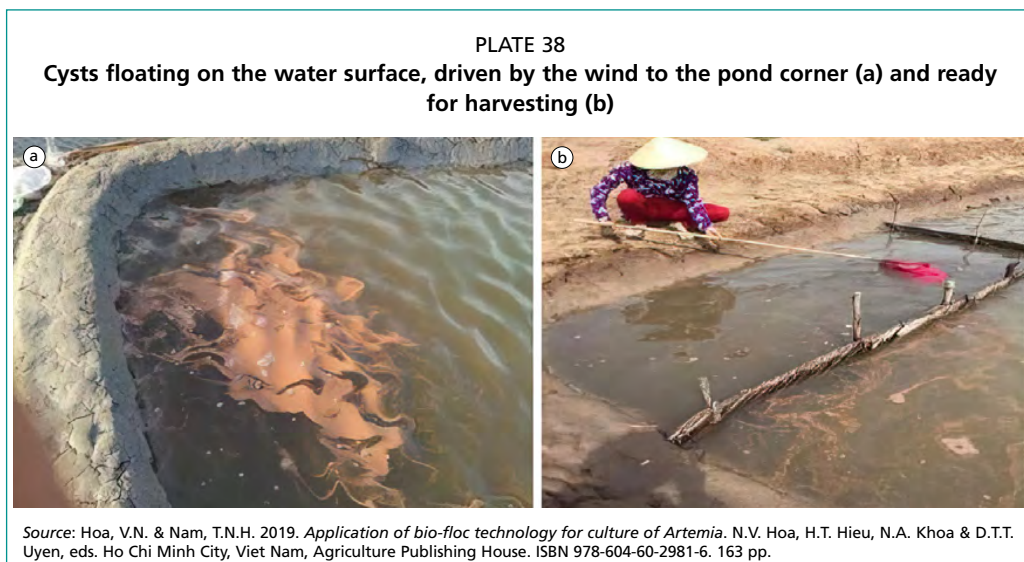 PLATE 38
Cysts floating on the water surface, driven by the wind to the pond corner (a) and ready
for harvesting (b)
a
b
Source: Hoa, V.N. & Nam, T.N.H. 2019. Application of bio-floc technology for culture of Artemia. N.V. Hoa, H.T. Hieu, N.A. Khoa & D.T.T.
Uyen, eds. Ho Chi Minh City, Viet Nam, Agriculture Publishing House. ISBN 978-604-60-2981-6. 163 pp.